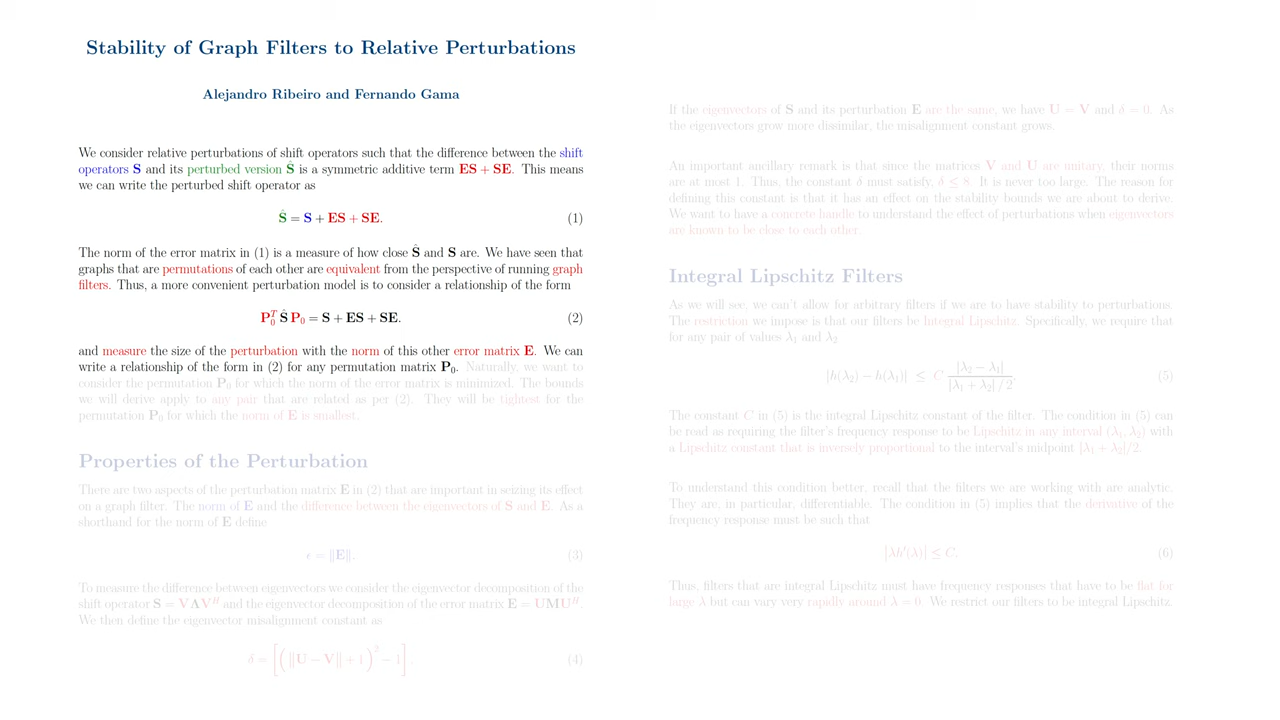 Stability of Graph Filters to Relative Perturbations
Alejandro Ribeiro and Fernando Gama
We consider relative perturbations of shift operators such that the difference between the shift
operators S and its perturbed version Ŝ is a symmetric additive term ES + SE. This means
we can write the perturbed shift operator as
Ŝ = S + ES + SE. (1)
The norm of the error matrix in (1) is a measure of how close Ŝ and S are. We have seen that
graphs that are permutations of each other are equivalent from the perspective of running graph
filters. Thus, a more convenient perturbation model is to consider a relationship of the form
P₀ᵀ Ŝ P₀ = S + ES + SE. (2)
and measure the size of the perturbation with the norm of this other error matrix E. We can
write a relationship of the form in (2) for any permutation matrix P₀. Naturally, we want to
consider the permutation P₀ for which the norm of the error matrix is minimized. The bounds
we will derive apply to any pair that are related as per (2). They will be tightest for the
permutation P₀ for which the norm of E is smallest.
Properties of the Perturbation
There are two aspects of the perturbation matrix E in (2) that are important in seizing its effect
on a graph filter. The norm of E and the difference between the eigenvectors of S and E. As a
shorthand for the norm of E define
ϵ = ‖E‖. (3)
To measure the difference between eigenvectors we consider the eigenvector decomposition of the
shift operator S = VΛVᴴ and the eigenvector decomposition of the error matrix E = UMUᴴ.
We then define the eigenvector misalignment constant as
δ = [( ‖U − V‖ + 1 )² − 1]. (4)
If the eigenvectors of S and its perturbation E are the same, we have U = V and δ = 0. As
the eigenvectors grow more dissimilar, the misalignment constant grows.
An important ancillary remark is that since the matrices V and U are unitary, their norms
are at most 1. Thus, the constant δ must satisfy, δ ≤ 8. It is never too large. The reason for
defining this constant is that it has an effect on the stability bounds we are about to derive.
We want to have a concrete handle to understand the effect of perturbations when eigenvectors
are known to be close to each other.
Integral Lipschitz Filters
As we will see, we can't allow for arbitrary filters if we are to have stability to perturbations.
The restriction we impose is that our filters be Integral Lipschitz. Specifically, we require that
for any pair of values λ₁ and λ₂
|h(λ₂) − h(λ₁)| ≤ C |λ₂ − λ₁| / (|λ₁ + λ₂| / 2). (5)
The constant C in (5) is the integral Lipschitz constant of the filter. The condition in (5) can
be read as requiring the filter's frequency response to be Lipschitz in any interval (λ₁, λ₂) with
a Lipschitz constant that is inversely proportional to the interval's midpoint |λ₁ + λ₂|/2.
To understand this condition better, recall that the filters we are working with are analytic.
They are, in particular, differentiable. The condition in (5) implies that the derivative of the
frequency response must be such that
|λh′(λ)| ≤ C. (6)
Thus, filters that are integral Lipschitz must have frequency responses that have to be flat for
large λ but can vary very rapidly around λ = 0. We restrict our filters to be integral Lipschitz.